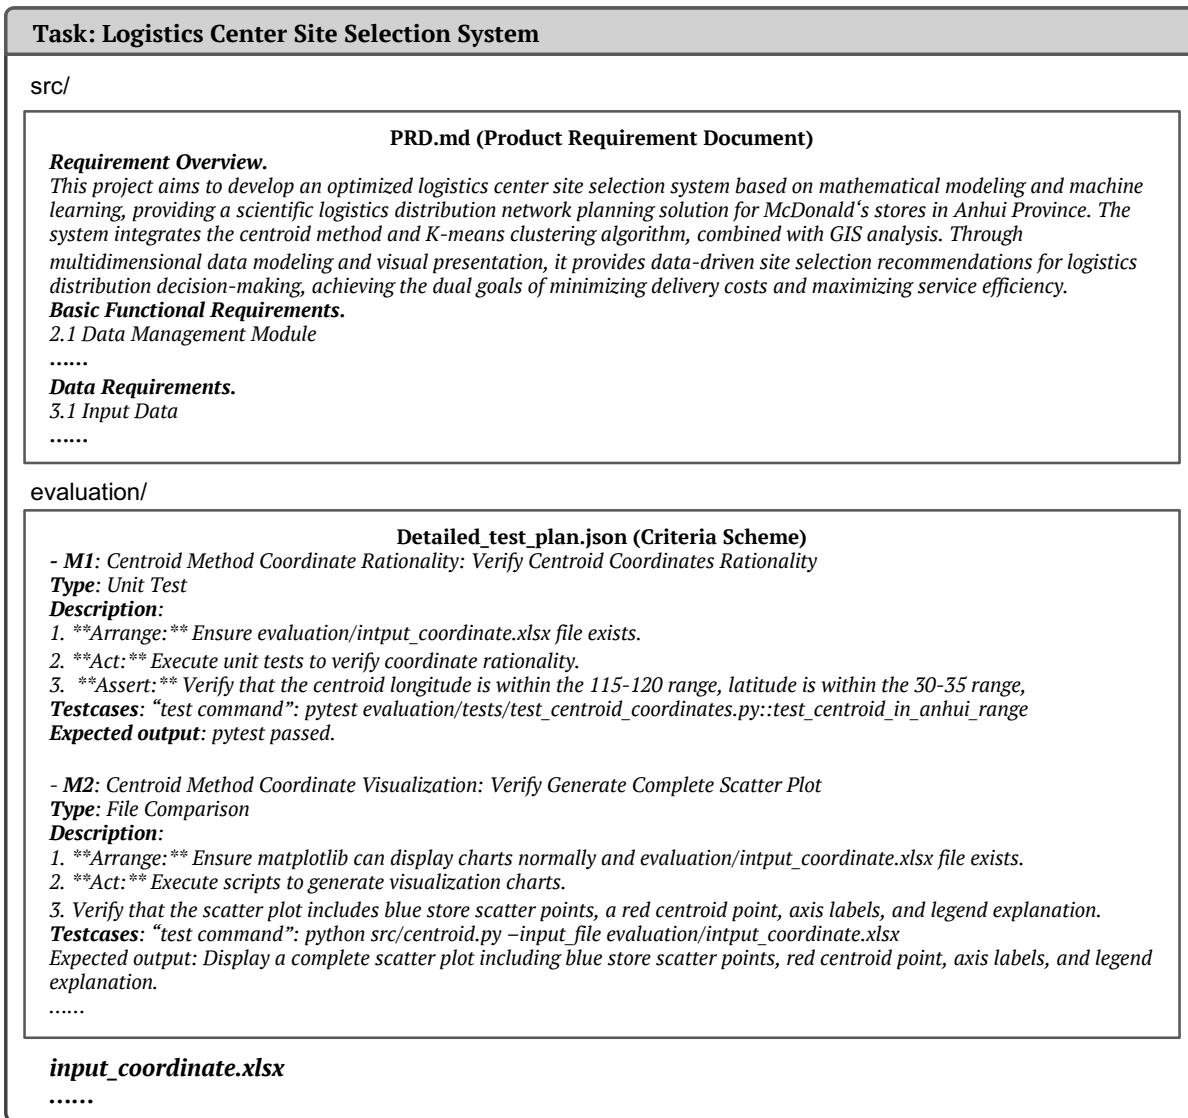 Task: Logistics Center Site Selection System
src/
PRD.md (Product Requirement Document)
Requirement Overview.
This project aims to develop an optimized logistics center site selection system based on mathematical modeling and machine
learning, providing a scientific logistics distribution network planning solution for McDonald‘s stores in Anhui Province. The
system integrates the centroid method and K-means clustering algorithm, combined with GIS analysis. Through
multidimensional data modeling and visual presentation, it provides data-driven site selection recommendations for logistics
distribution decision-making, achieving the dual goals of minimizing delivery costs and maximizing service efficiency.
Basic Functional Requirements.
2.1 Data Management Module
……
Data Requirements.
3.1 Input Data
……
evaluation/
Detailed_test_plan.json (Criteria Scheme)
- M1: Centroid Method Coordinate Rationality: Verify Centroid Coordinates Rationality
Type: Unit Test
Description:
1. **Arrange:** Ensure evaluation/intput_coordinate.xlsx file exists.
2. **Act:** Execute unit tests to verify coordinate rationality.
3. **Assert:** Verify that the centroid longitude is within the 115-120 range, latitude is within the 30-35 range,
Testcases: “test command”: pytest evaluation/tests/test_centroid_coordinates.py::test_centroid_in_anhui_range
Expected output: pytest passed.
- M2: Centroid Method Coordinate Visualization: Verify Generate Complete Scatter Plot
Type: File Comparison
Description:
1. **Arrange:** Ensure matplotlib can display charts normally and evaluation/intput_coordinate.xlsx file exists.
2. **Act:** Execute scripts to generate visualization charts.
3. Verify that the scatter plot includes blue store scatter points, a red centroid point, axis labels, and legend explanation.
Testcases: “test command”: python src/centroid.py –input_file evaluation/intput_coordinate.xlsx
Expected output: Display a complete scatter plot including blue store scatter points, red centroid point, axis labels, and legend
explanation.
……
input_coordinate.xlsx
……